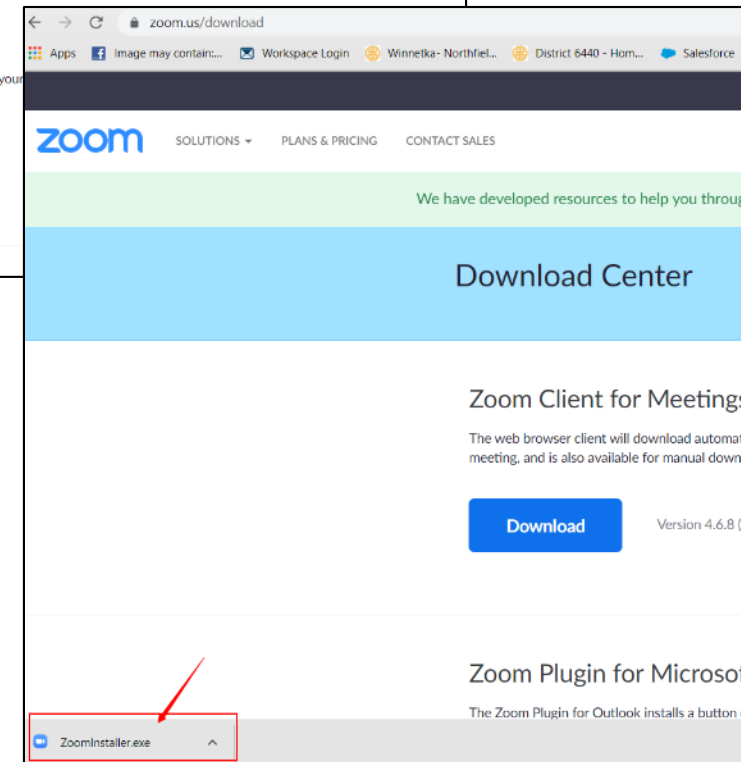 your
zoom.us/download
Apps Image may contain:... Workspace Login Winnetka- Northfiel... District 6440 - Hom... Salesforce
zoom SOLUTIONS PLANS & PRICING CONTACT SALES
We have developed resources to help you throug
Download Center
Zoom Client for Meetings
The web browser client will download automat
meeting, and is also available for manual down
Download Version 4.6.8 (
Zoom Plugin for Microsof
The Zoom Plugin for Outlook installs a button
ZoomInstaller.exe